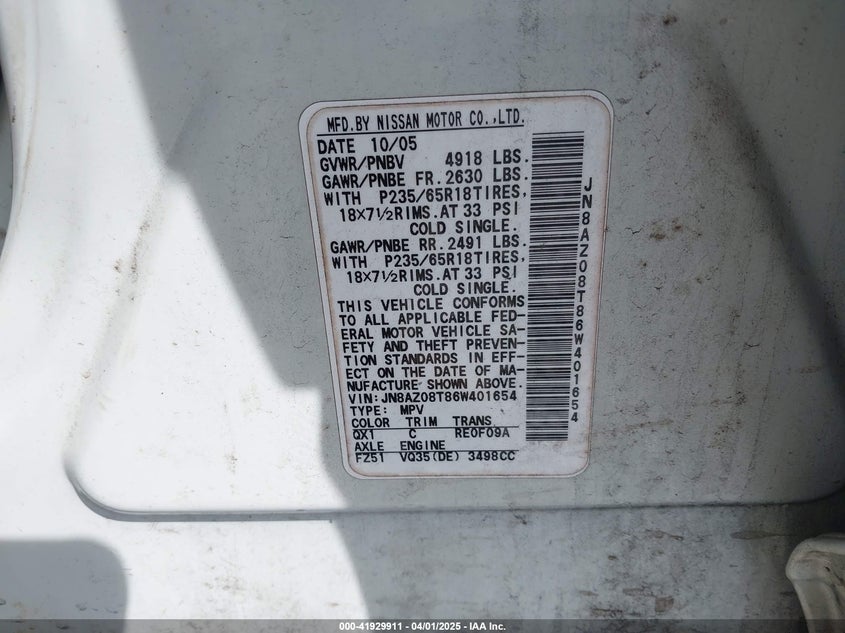 MFD.BY NISSAN MOTOR CO.,LTD.
DATE 10/05
GVWR/PNBV 4918 LBS.
GAWR/PNBE FR. 2630 LBS.
WITH P235/65R18TIRES,
18×7½RIMS.AT 33 PSI
COLD SINGLE.
GAWR/PNBE RR. 2491 LBS.
WITH P235/65R18TIRES,
18×7½RIMS.AT 33 PSI
COLD SINGLE.
THIS VEHICLE CONFORMS
TO ALL APPLICABLE FED-
ERAL MOTOR VEHICLE SA-
FETY AND THEFT PREVEN-
TION STANDARDS IN EFF-
ECT ON THE DATE OF MA-
NUFACTURE SHOWN ABOVE.
VIN:JN8AZ08T86W401654
TYPE: MPV
COLOR TRIM TRANS
QX1 C RE0F09A
AXLE ENGINE
FZ51 VQ35(DE) 3498CC
JN8AZ08T86W401654
000-41929911 - 04/01/2025 - IAA Inc.